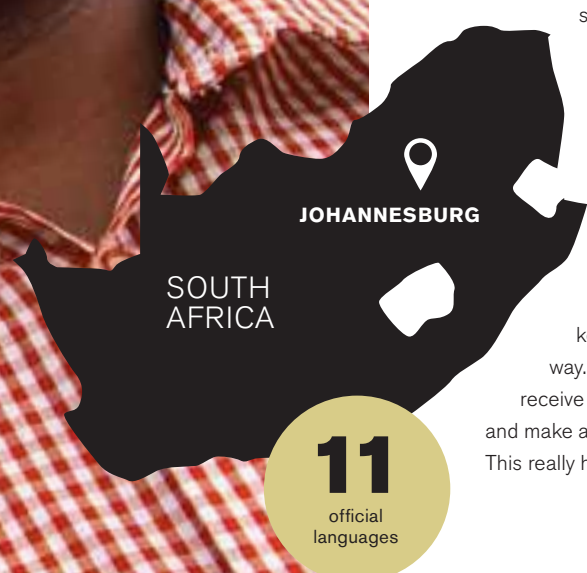 s
JOHANNESBURG
SOUTH
AFRICA
k
way.
receive
and make a
This really h
11
official
languages